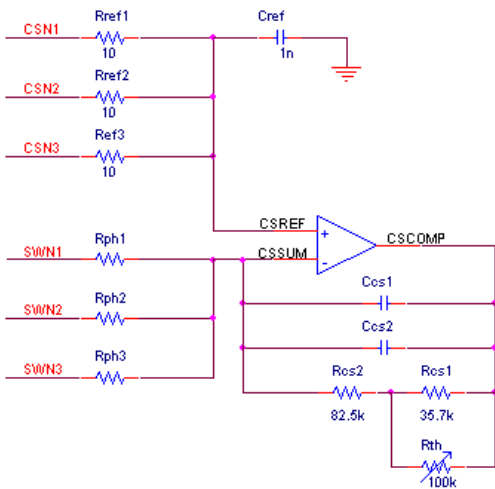 Rref1
Cref
CSN1
10
1n
Rref2
CSN2
10
Rref3
CSN3
10
CSREF
+
CSCOMP
Rph1
SWN1
CSSUM
-
Ccs1
Rph2
SWN2
Ccs2
Rph3
SWN3
Rcs2
Rcs1
82.5k
35.7k
Rth
100k